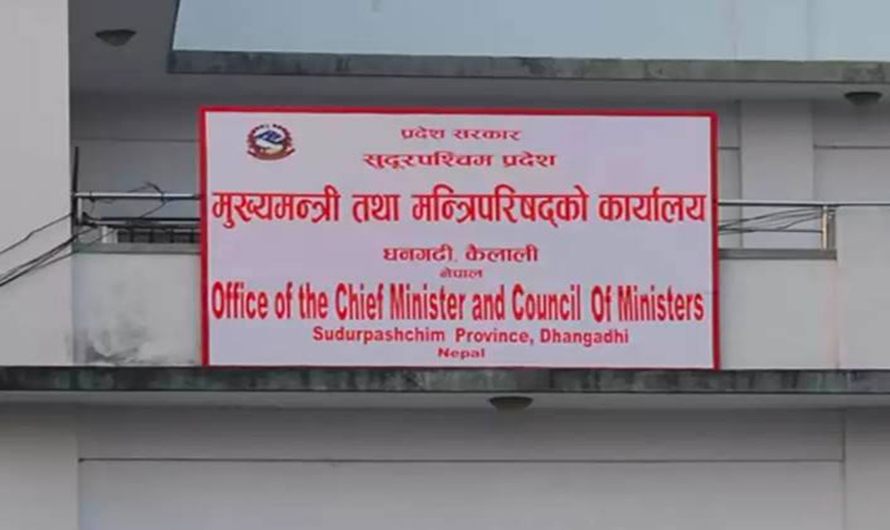 प्रदेश सरकार
सुदूरपश्चिम प्रदेश
मुख्यमन्त्री तथा मन्त्रिपरिषद्को कार्यालय
धनगढी, कैलाली
नेपाल
Office of the Chief Minister and Council Of Ministers
Sudurpashchim Province, Dhangadhi
Nepal